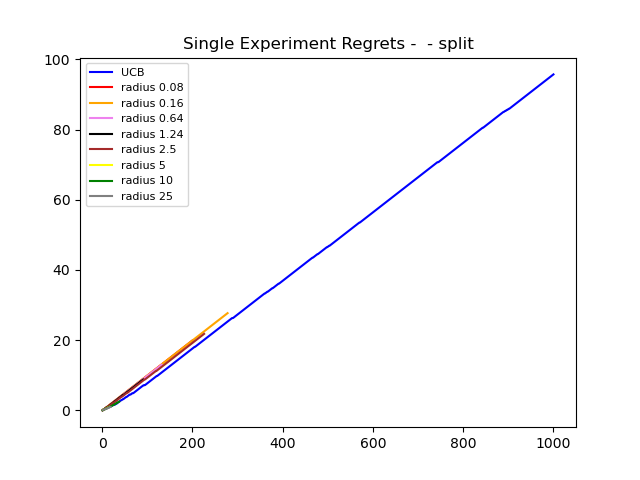 Single Experiment Regrets -  - split
100
80
60
40
20
0
UCB
radius 0.08
radius 0.16
radius 0.64
radius 1.24
radius 2.5
radius 5
radius 10
radius 25
0 200 400 600 800 1000